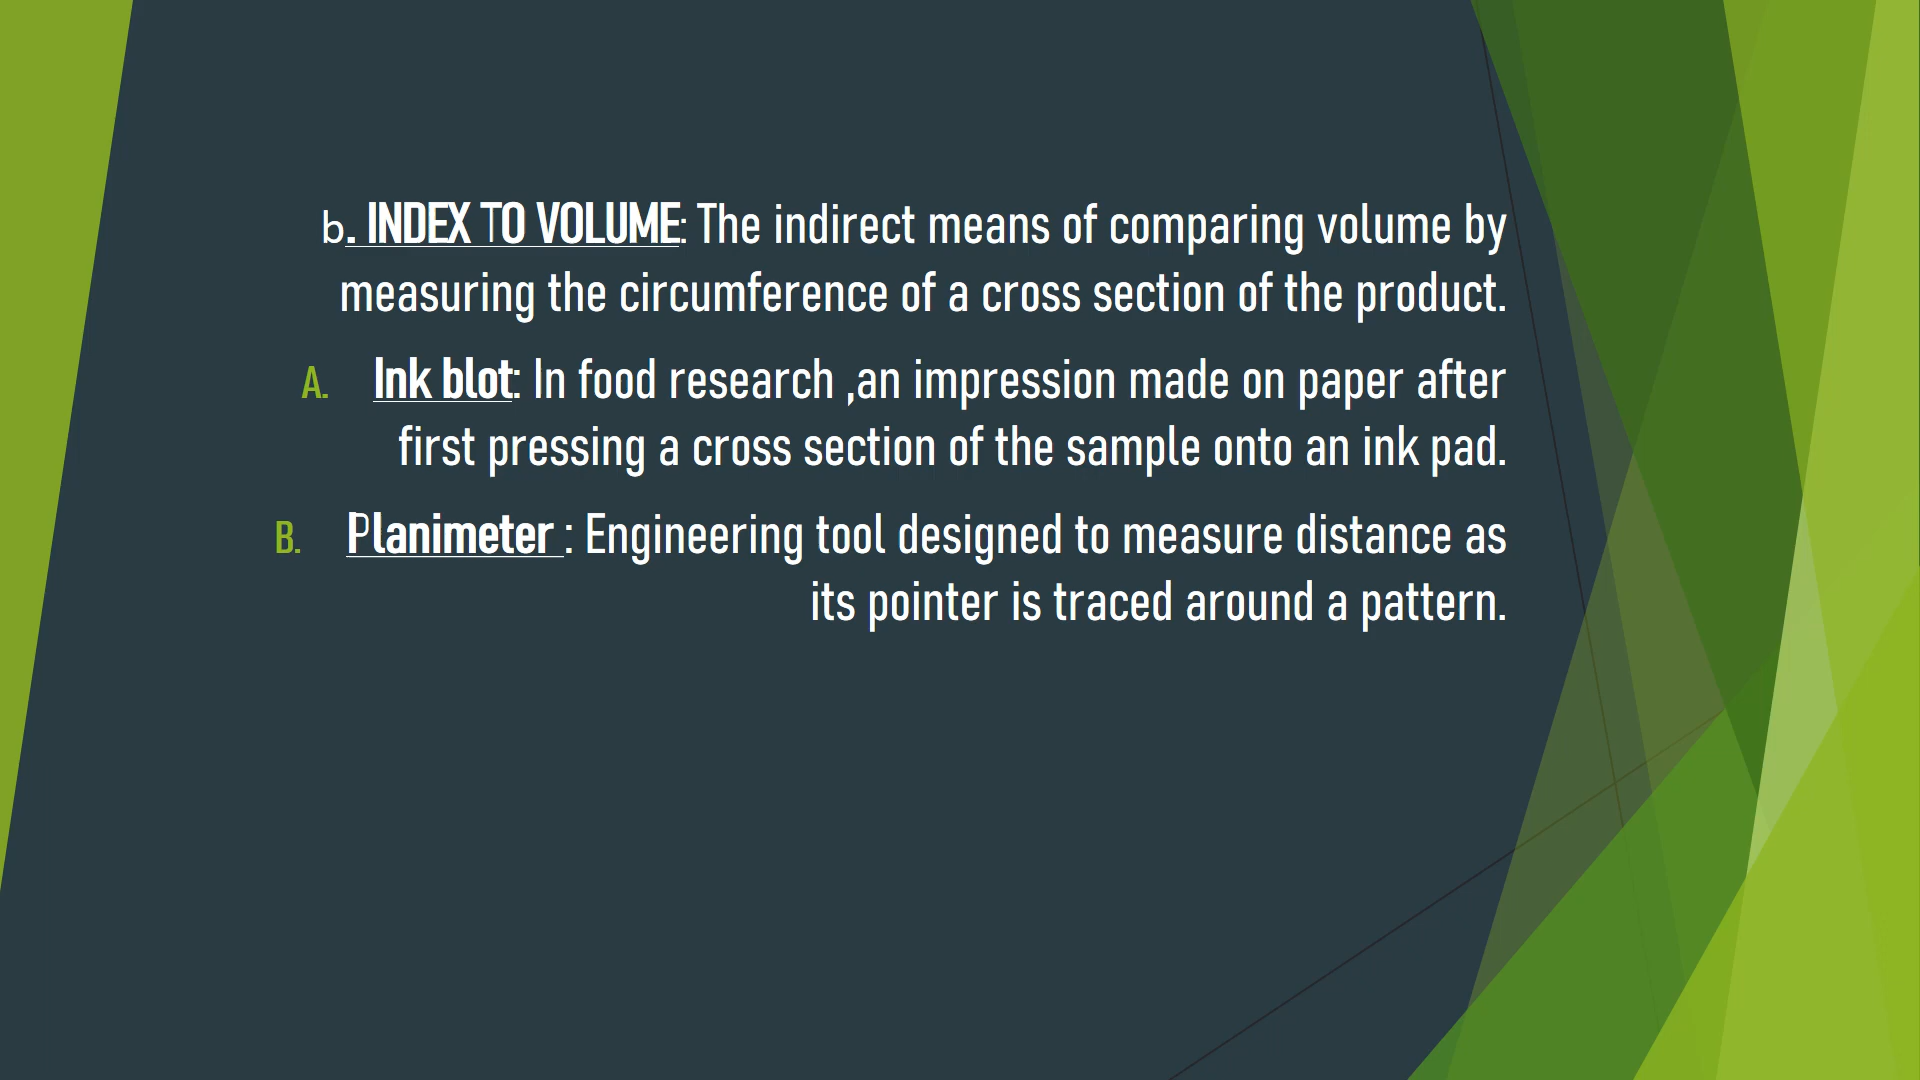 b. INDEX TO VOLUME: The indirect means of comparing volume by
measuring the circumference of a cross section of the product.
A. Ink blot: In food research ,an impression made on paper after
first pressing a cross section of the sample onto an ink pad.
B. Planimeter : Engineering tool designed to measure distance as
its pointer is traced around a pattern.